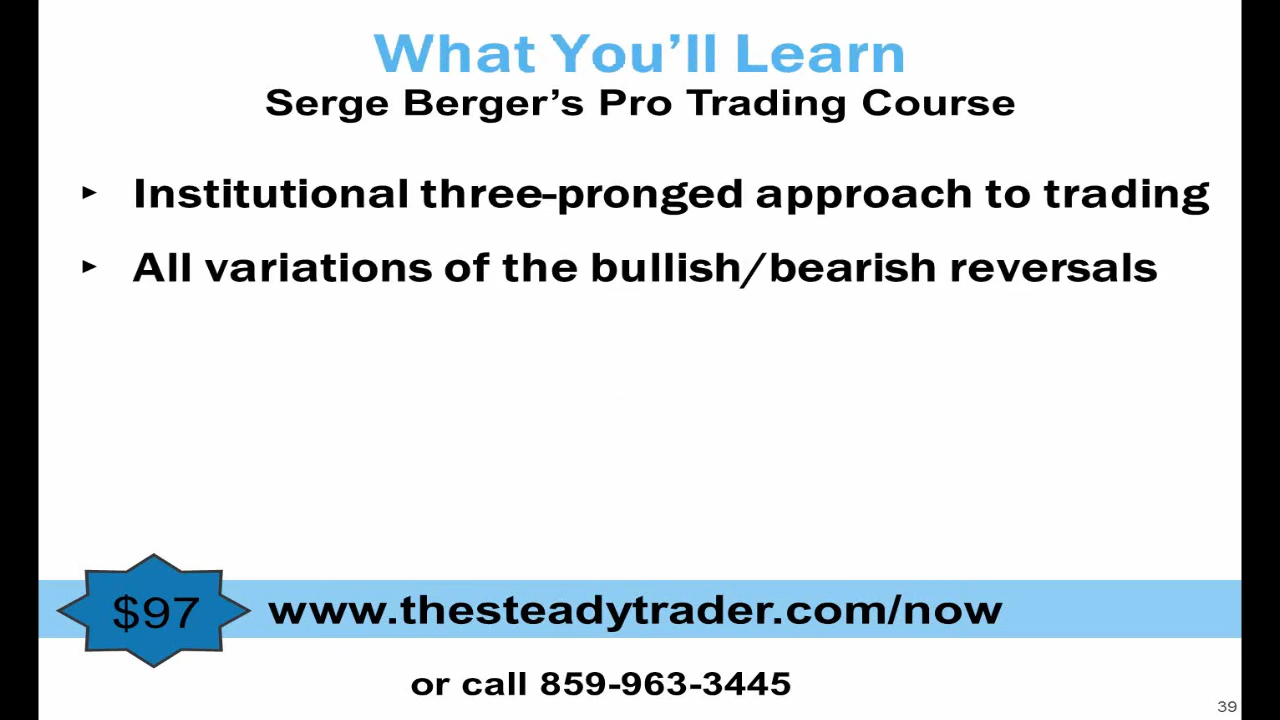 What You’ll Learn
Serge Berger’s Pro Trading Course
▸ Institutional three-pronged approach to trading
▸ All variations of the bullish/bearish reversals
$97
www.thesteadytrader.com/now
or call 859-963-3445
39